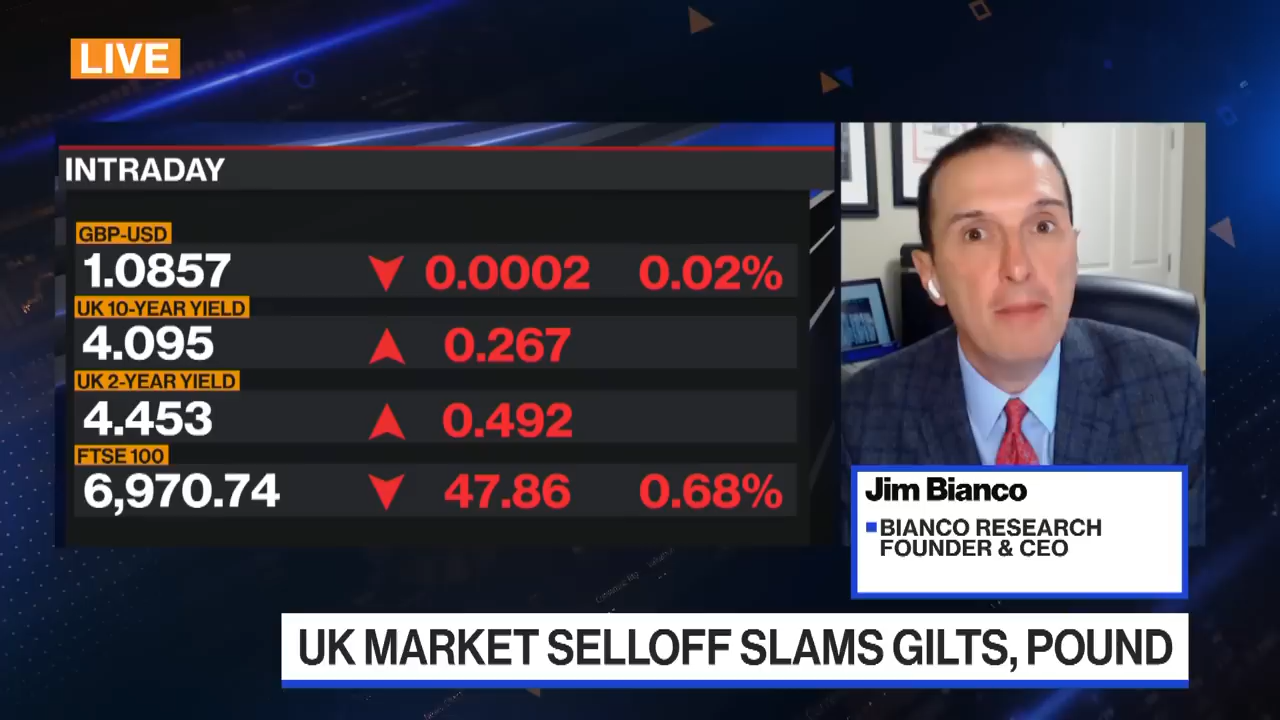 LIVE
INTRADAY
GBP-USD
1.0857 ▼ 0.0002 0.02%
UK 10-YEAR YIELD
4.095 ▲ 0.267
UK 2-YEAR YIELD
4.453 ▲ 0.492
FTSE 100
6,970.74 ▼ 47.86 0.68%
Jim Bianco
BIANCO RESEARCH
FOUNDER & CEO
UK MARKET SELLOFF SLAMS GILTS, POUND